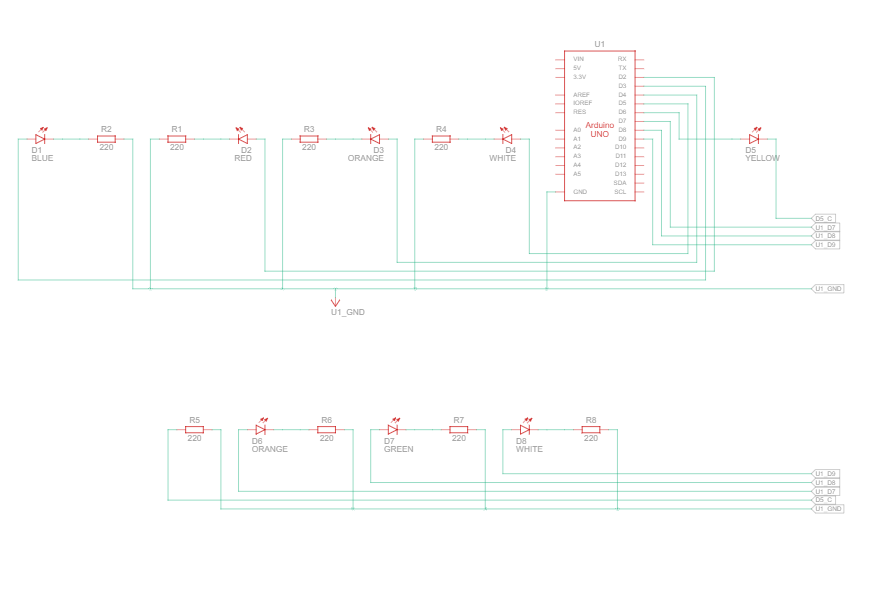 U1
VIN
5V
3.3V
AREF
IOREF
RES
A0
A1
A2
A3
A4
A5
GND
Arduino
UNO
RX
TX
D2
D3
D4
D5
D6
D7
D8
D9
D10
D11
D12
D13
SDA
SCL
D1
BLUE
R2
220
R1
220
D2
RED
R3
220
D3
ORANGE
R4
220
D4
WHITE
D5
YELLOW
D5_C
U1_D7
U1_D8
U1_D9
U1_GND
U1_GND
R5
220
D6
ORANGE
R6
220
D7
GREEN
R7
220
D8
WHITE
R8
220
U1_D9
U1_D8
U1_D7
D5_C
U1_GND